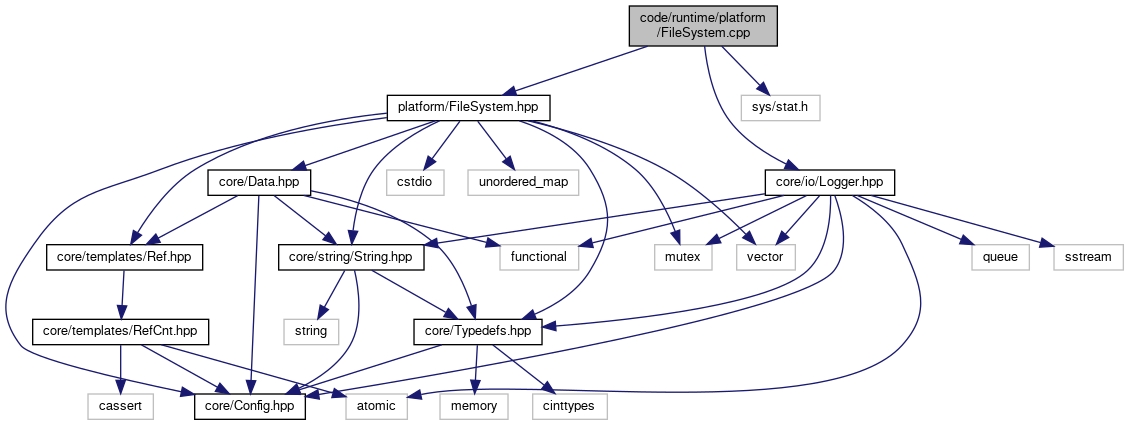 code/runtime/platform
/FileSystem.cpp
platform/FileSystem.hpp
sys/stat.h
core/Data.hpp
cstdio
unordered_map
core/io/Logger.hpp
core/templates/Ref.hpp
core/string/String.hpp
functional
mutex
vector
queue
sstream
core/templates/RefCnt.hpp
string
core/Typedefs.hpp
cassert
core/Config.hpp
atomic
memory
cinttypes